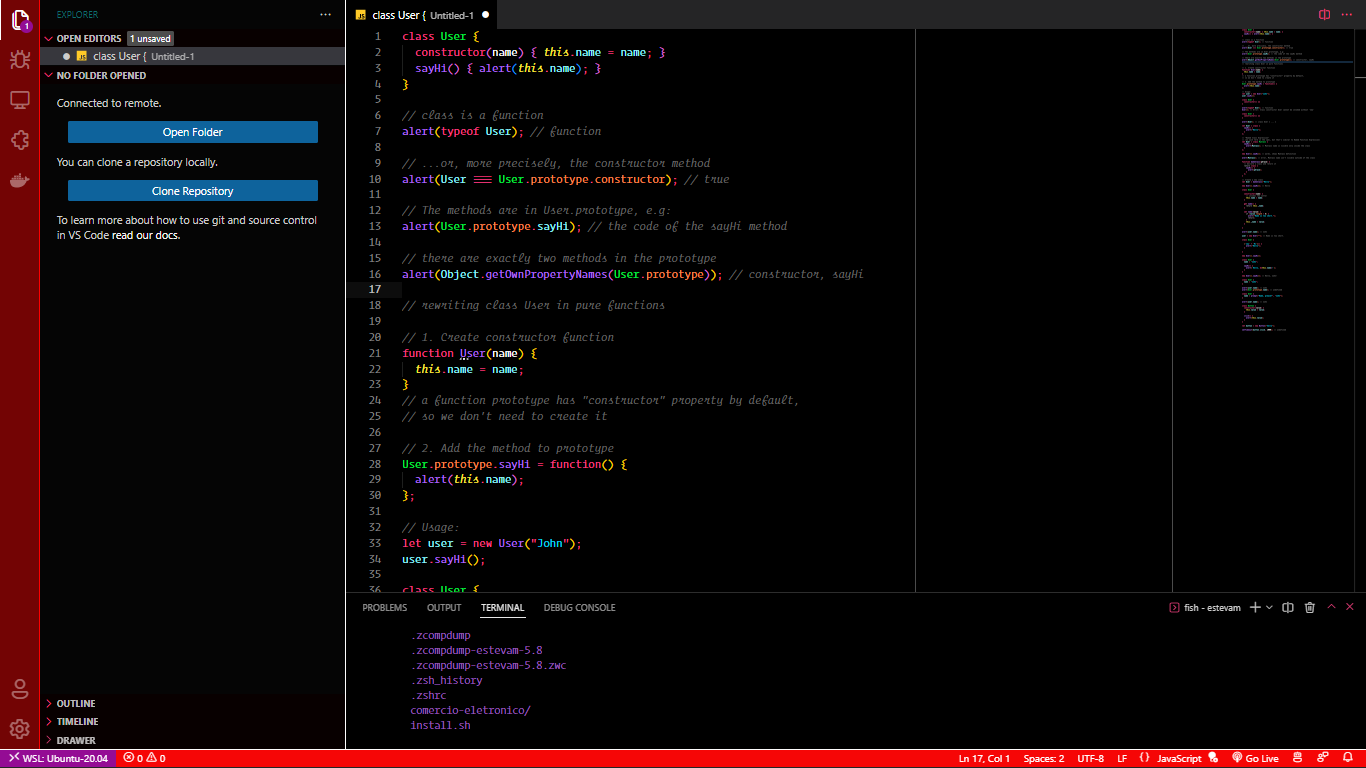 1
EXPLORER
OPEN EDITORS 1 unsaved
class User { Untitled-1
NO FOLDER OPENED
Connected to remote.
Open Folder
You can clone a repository locally.
Clone Repository
To learn more about how to use git and source control
in VS Code read our docs.
OUTLINE
TIMELINE
DRAWER
JS class User { Untitled-1
1 class User {
2 constructor(name) { this.name = name; }
3 sayHi() { alert(this.name); }
4 }
5
6 // class is a function
7 alert(typeof User); // function
8
9 // ...or, more precisely, the constructor method
10 alert(User === User.prototype.constructor); // true
11
12 // The methods are in User.prototype, e.g:
13 alert(User.prototype.sayHi); // the code of the sayHi method
14
15 // there are exactly two methods in the prototype
16 alert(Object.getOwnPropertyNames(User.prototype)); // constructor, sayHi
17
18 // rewriting class User in pure functions
19
20 // 1. Create constructor function
21 function User(name) {
22 this.name = name;
23 }
24 // a function prototype has "constructor" property by default,
25 // so we don't need to create it
26
27 // 2. Add the method to prototype
28 User.prototype.sayHi = function() {
29 alert(this.name);
30 };
31
32 // Usage:
33 let user = new User("John");
34 user.sayHi();
35
36 class User {
PROBLEMS OUTPUT TERMINAL DEBUG CONSOLE fish - estevam
.zcompdump
.zcompdump-estevam-5.8
.zcompdump-estevam-5.8.zwc
.zsh_history
.zshrc
comercio-eletronico/
install.sh
WSL: Ubuntu-20.04 0 0 Ln 17, Col 1 Spaces: 2 UTF-8 LF {} JavaScript Go Live